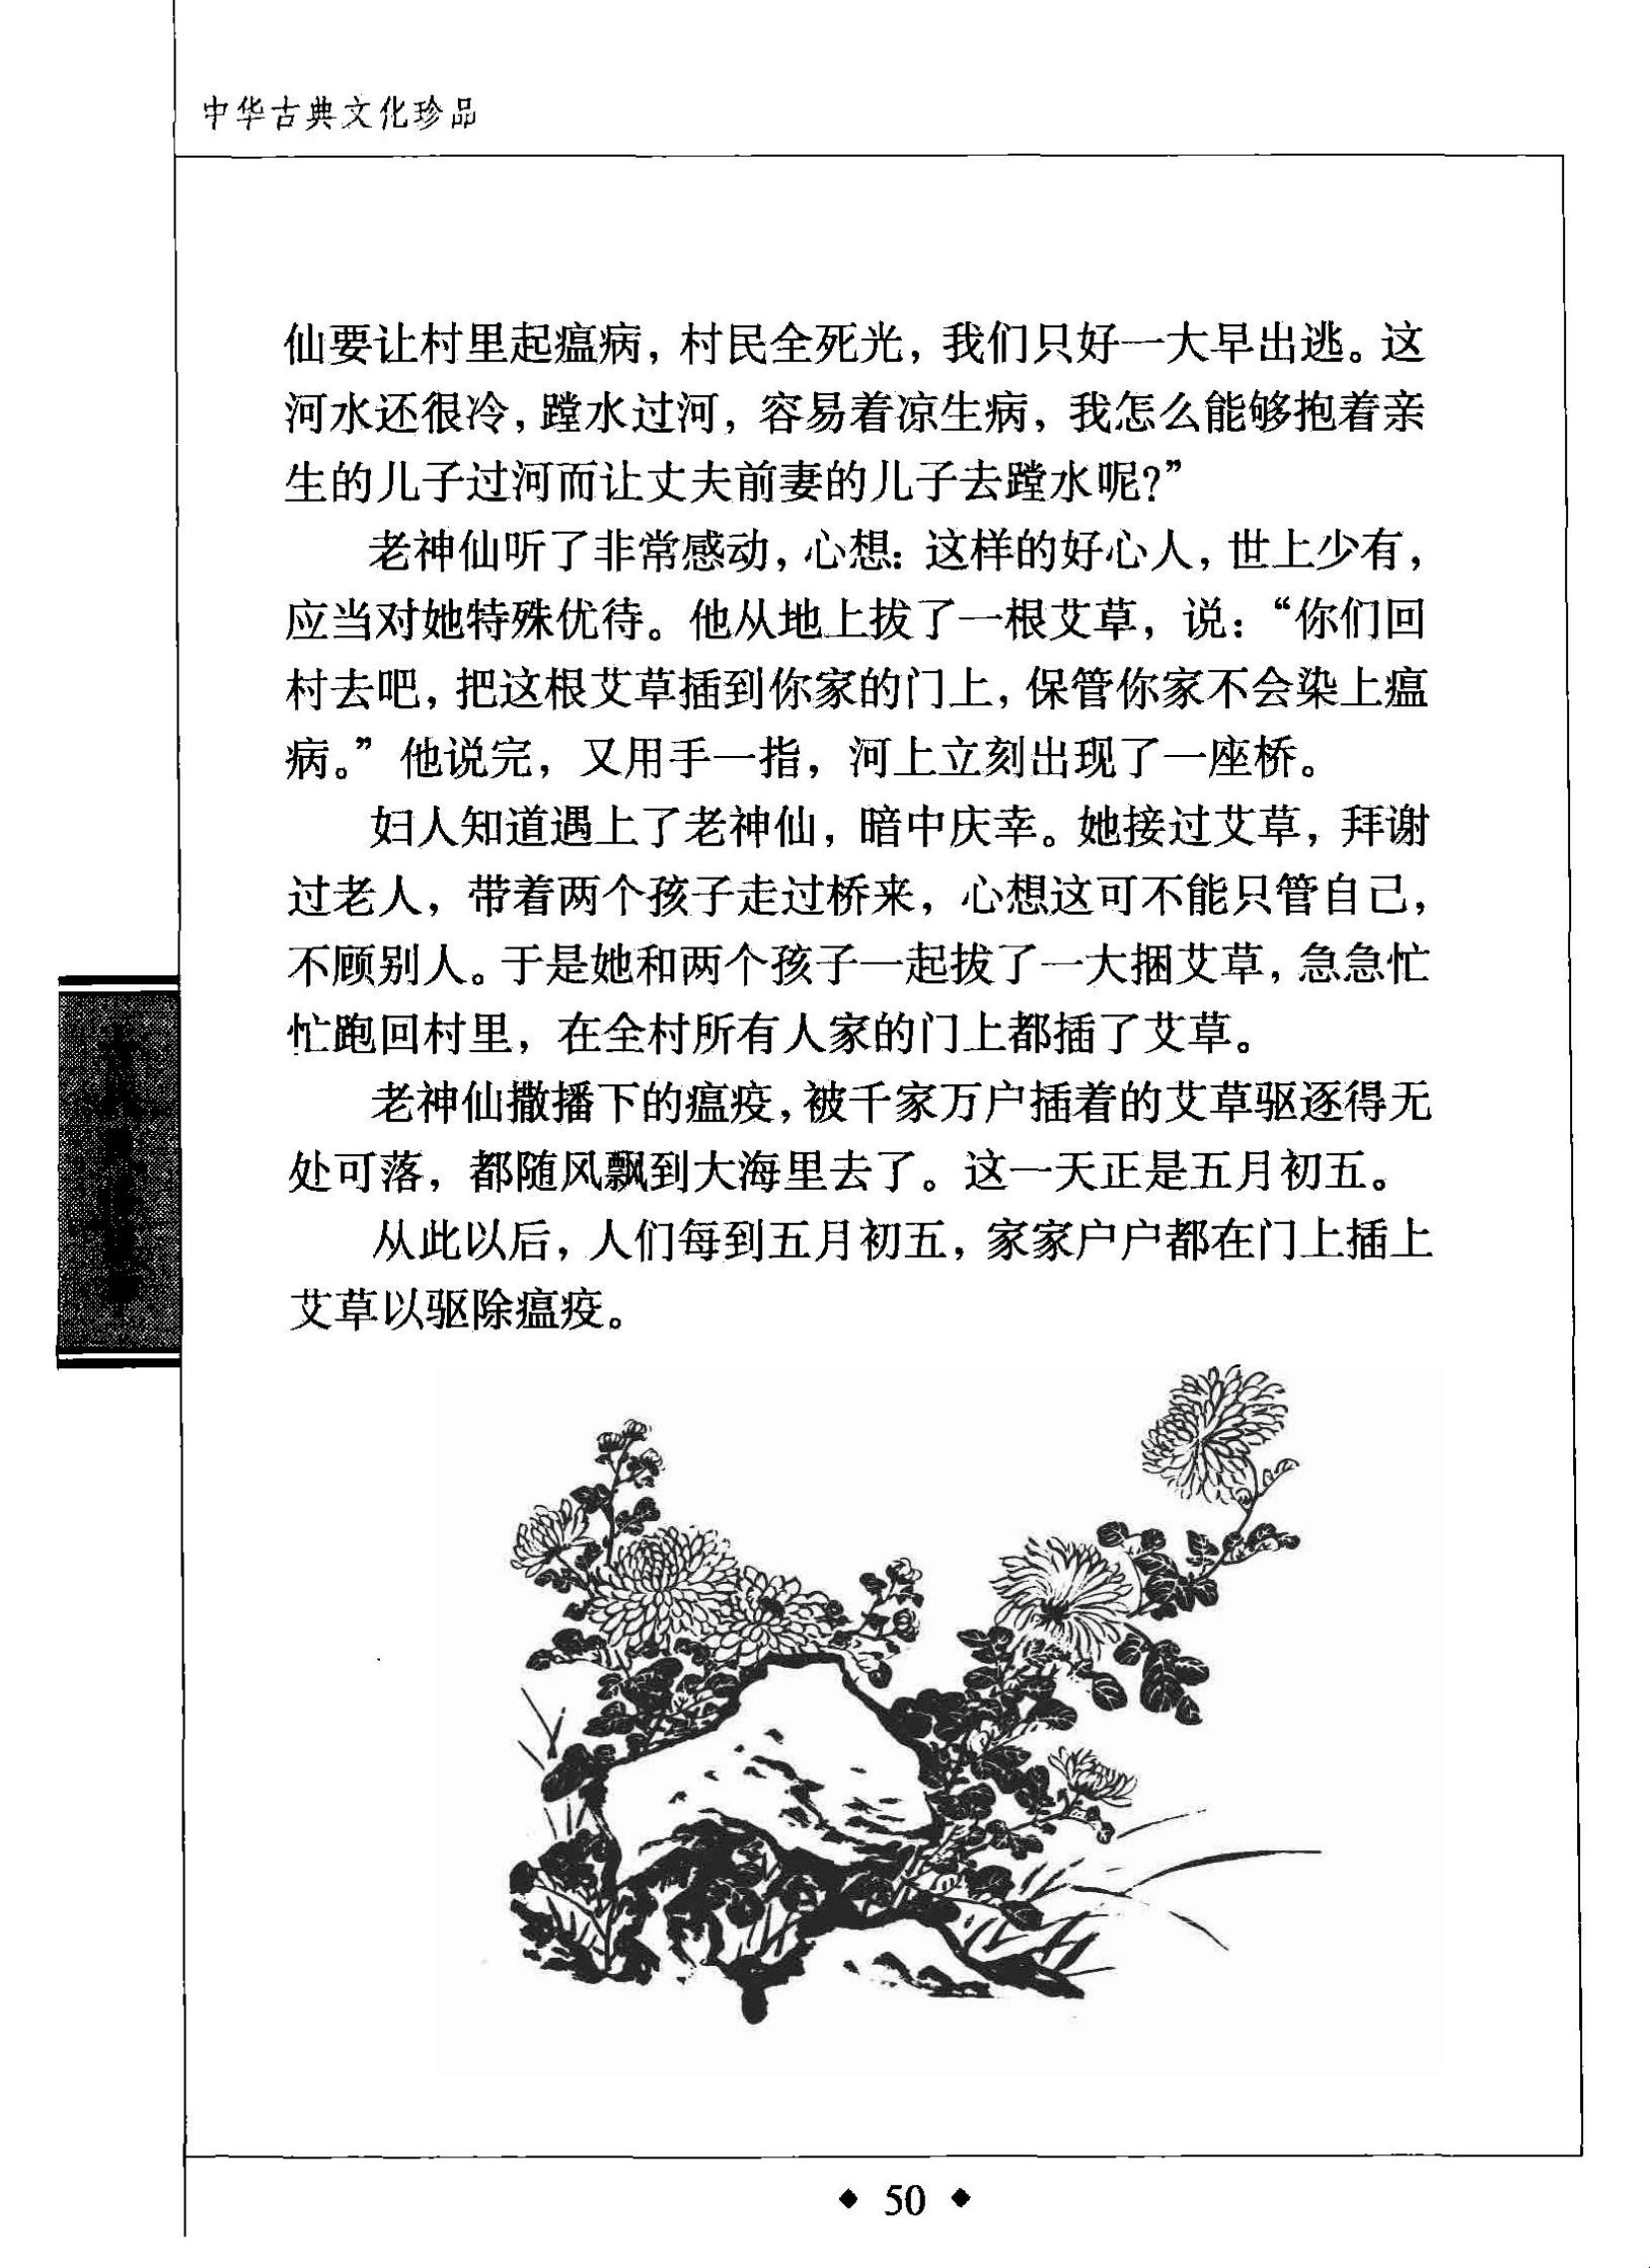 中华古典文化珍品
仙要让村里起瘟病，村民全死光，我们只好一大早出逃。这
河水还很冷，蹚水过河，容易着凉生病，我怎么能够抱着亲
生的儿子过河而让丈夫前妻的儿子去蹚水呢？”
老神仙听了非常感动，心想：这样的好心人，世上少有，
应当对她特殊优待。他从地上拔了一根艾草，说：“你们回
村去吧，把这根艾草插到你家的门上，保管你家不会染上瘟
病。”他说完，又用手一指，河上立刻出现了一座桥。
妇人知道遇上了老神仙，暗中庆幸。她接过艾草，拜谢
过老人，带着两个孩子走过桥来，心想这可不能只管自己，
不顾别人。于是她和两个孩子一起拔了一大捆艾草，急急忙
忙跑回村里，在全村所有人家的门上都插了艾草。
老神仙撒播下的瘟疫，被千家万户插着的艾草驱逐得无
处可落，都随风飘到大海里去了。这一天正是五月初五。
从此以后，人们每到五月初五，家家户户都在门上插上
艾草以驱除瘟疫。
◆ 50 ◆